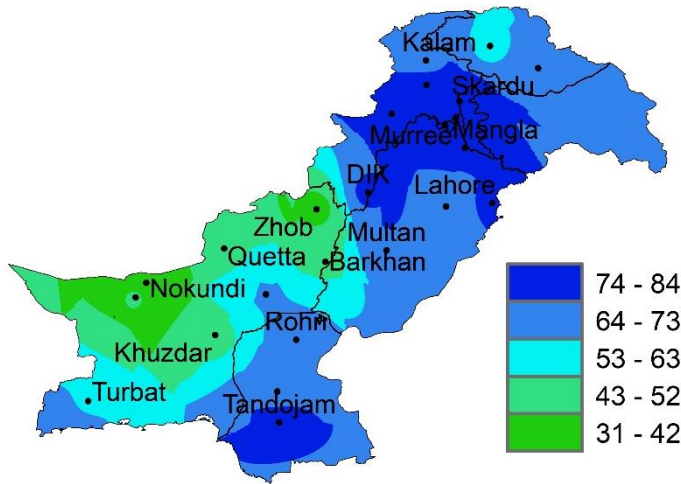 Kalam
Skardu
Murree
Mangla
DIK
Lahore
Zhob
Multan
Quetta
Barkhan
Nokundi
Rohri
Khuzdar
Turbat
Tandojam
74 - 84
64 - 73
53 - 63
43 - 52
31 - 42